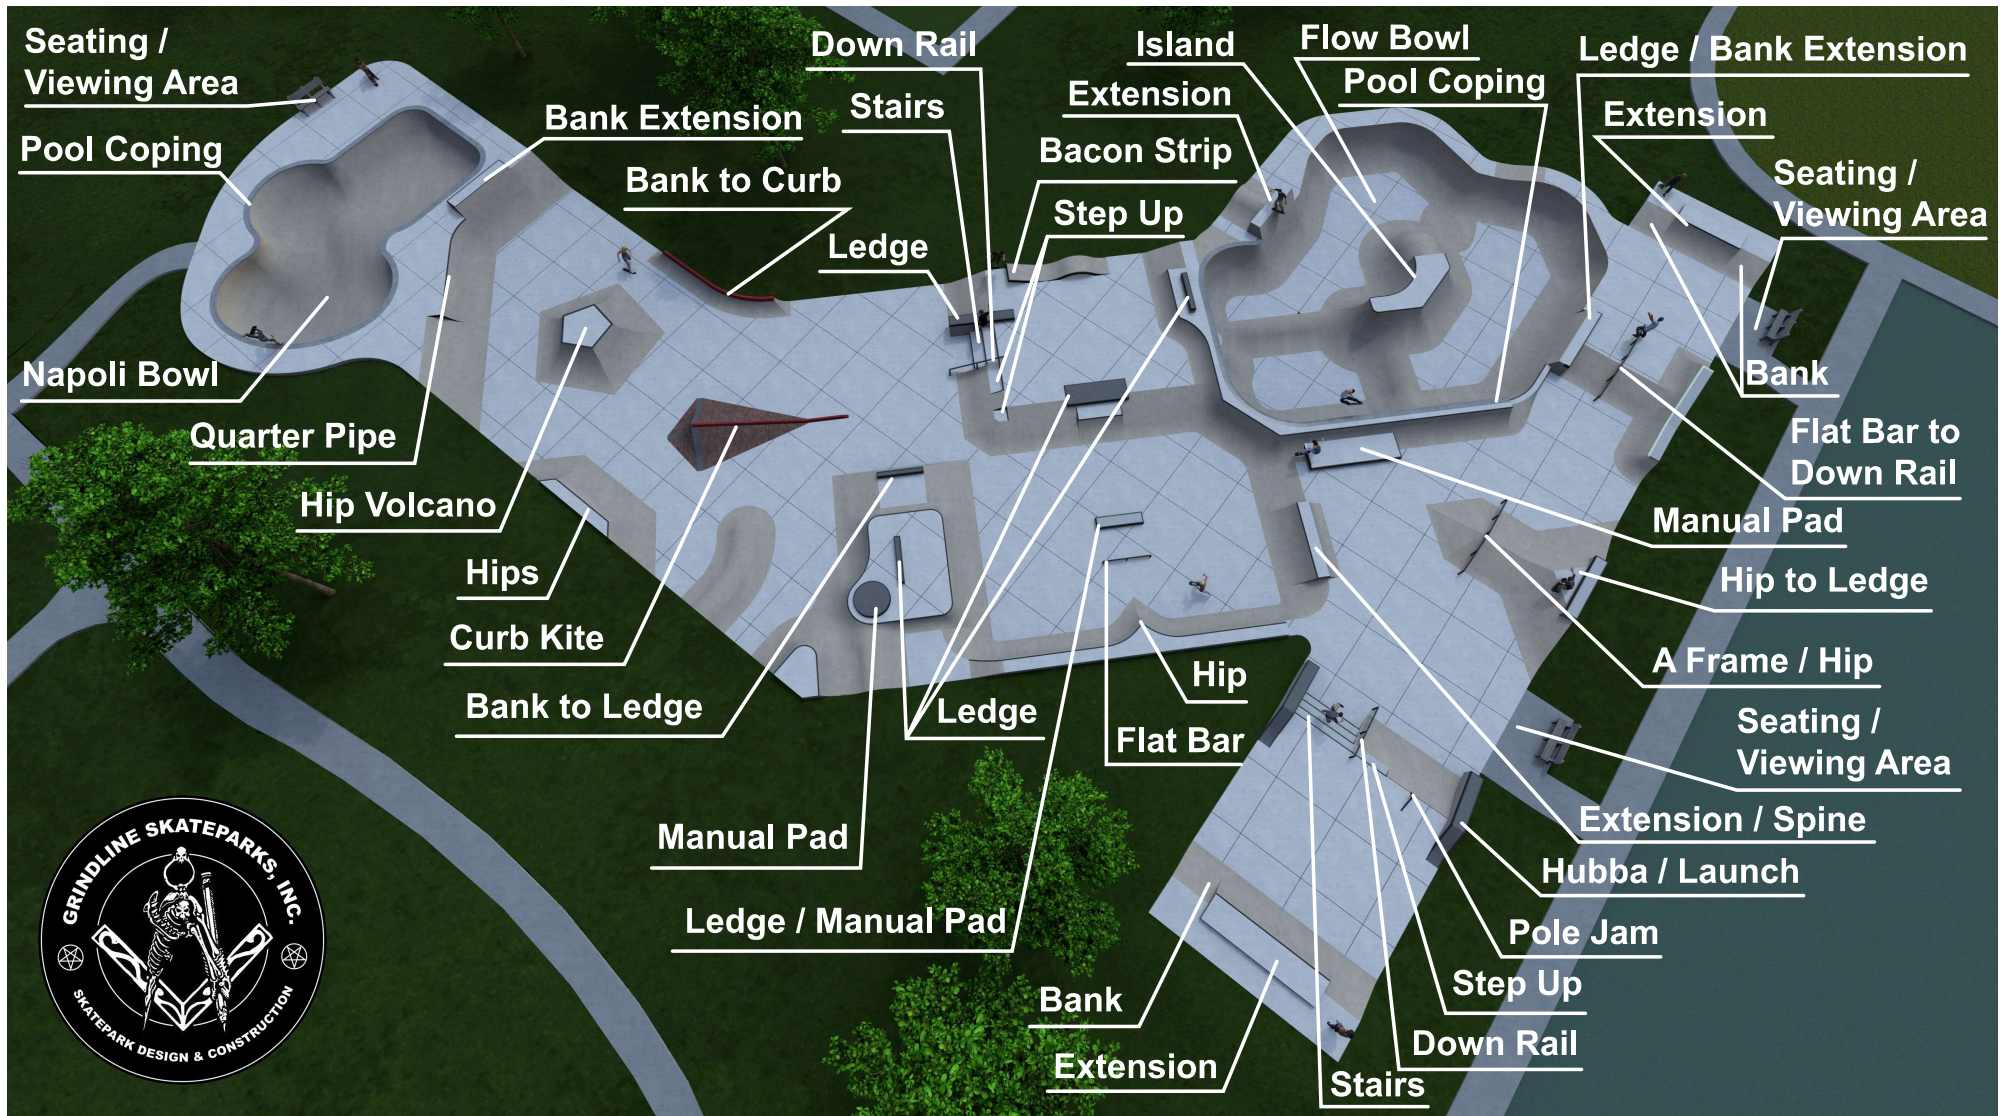 Seating /
Viewing Area
Pool Coping
Bank Extension
Bank to Curb
Down Rail
Stairs
Ledge
Island
Extension
Bacon Strip
Step Up
Flow Bowl
Pool Coping
Ledge / Bank Extension
Extension
Seating /
Viewing Area
Napoli Bowl
Quarter Pipe
Hip Volcano
Hips
Curb Kite
Bank to Ledge
Manual Pad
Ledge / Manual Pad
Ledge
Flat Bar
Hip
Bank
Flat Bar to
Down Rail
Manual Pad
Hip to Ledge
A Frame / Hip
Seating /
Viewing Area
Extension / Spine
Hubba / Launch
Pole Jam
Step Up
Down Rail
Stairs
Bank
Extension
GRINDLINE SKATEPARKS, INC.
SKATEPARK DESIGN & CONSTRUCTION